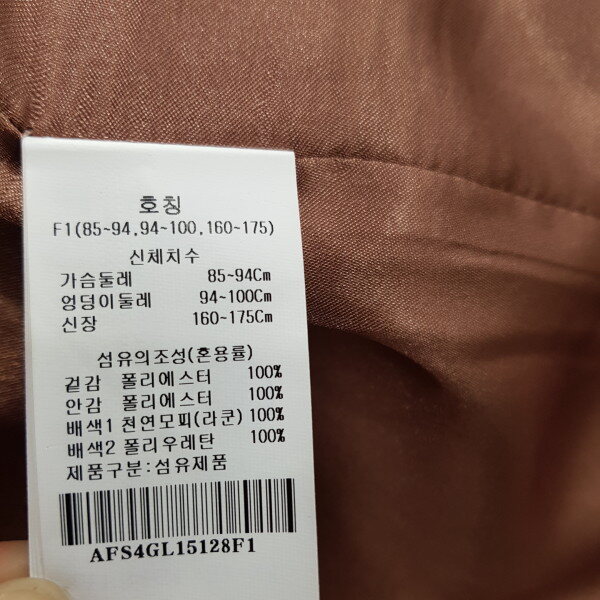 호칭
F1(85~94,94~100,160~175)
신체치수
가슴둘레 85~94Cm
엉덩이둘레 94~100Cm
신장 160~175Cm
섬유의조성(혼용률)
겉감 폴리에스터 100%
안감 폴리에스터 100%
배색1 천연모피(라쿤) 100%
배색2 폴리우레탄 100%
제품구분:섬유제품
AFS4GL15128F1